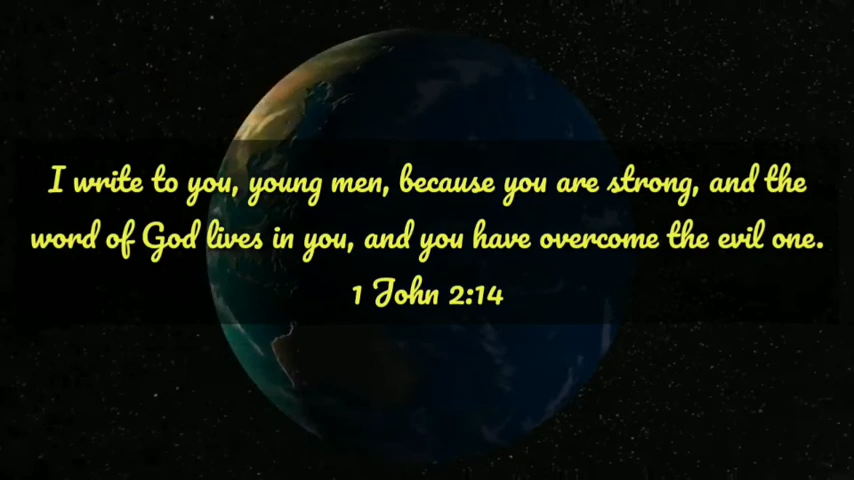 I write to you, young men, because you are strong, and the
word of God lives in you, and you have overcome the evil one.
1 John 2:14